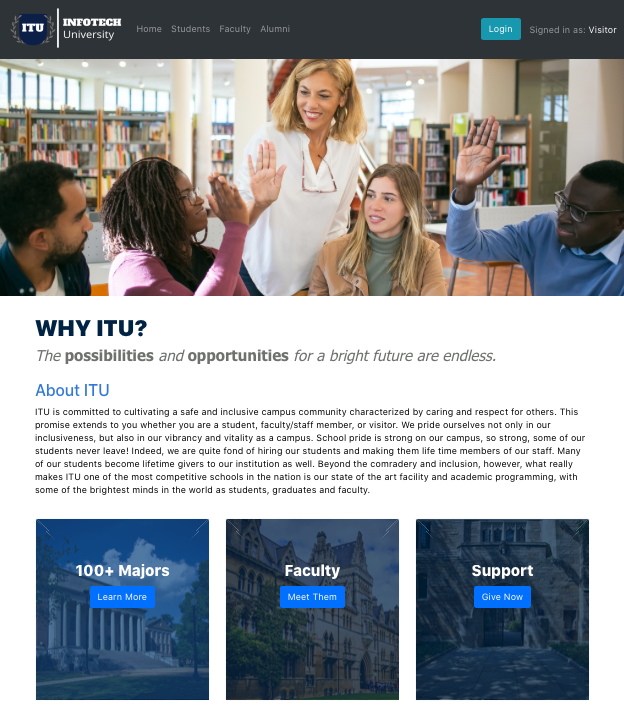 ITU
INFOTECH
University
Home Students Faculty Alumni
Login
Signed in as: Visitor
WHY ITU?
The possibilities and opportunities for a bright future are endless.
About ITU
ITU is committed to cultivating a safe and inclusive campus community characterized by caring and respect for others. This
promise extends to you whether you are a student, faculty/staff member, or visitor. We pride ourselves not only in our
inclusiveness, but also in our vibrancy and vitality as a campus. School pride is strong on our campus, so strong, some of our
students never leave! Indeed, we are quite fond of hiring our students and making them life time members of our staff. Many
of our students become lifetime givers to our institution as well. Beyond the comradery and inclusion, however, what really
makes ITU one of the most competitive schools in the nation is our state of the art facility and academic programming, with
some of the brightest minds in the world as students, graduates and faculty.
100+ Majors
Learn More
Faculty
Meet Them
Support
Give Now